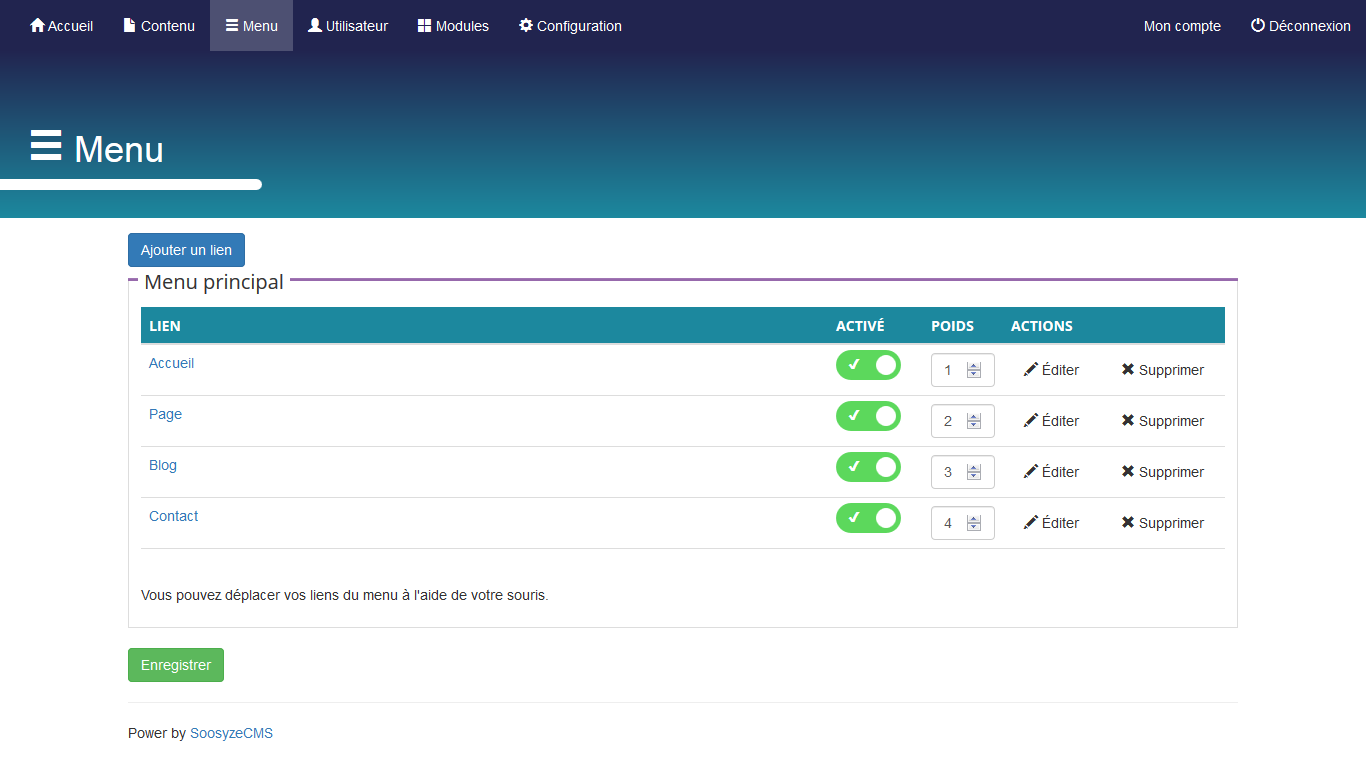 Accueil Contenu Menu Utilisateur Modules Configuration Mon compte Déconnexion
Menu
Ajouter un lien
Menu principal
LIEN ACTIVÉ POIDS ACTIONS
Accueil 1 Éditer Supprimer
Page 2 Éditer Supprimer
Blog 3 Éditer Supprimer
Contact 4 Éditer Supprimer
Vous pouvez déplacer vos liens du menu à l'aide de votre souris.
Enregistrer
Power by SoosyzeCMS